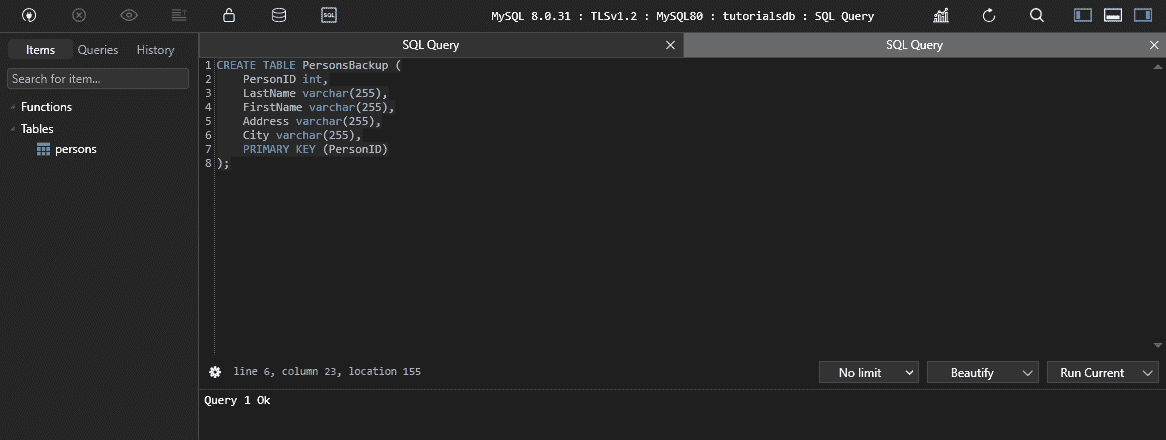 SQL
MySQL 8.0.31 : TLSv1.2 : MySQL80 : tutorialsdb : SQL Query
Items Queries History
Search for item...
Functions
Tables
persons
SQL Query
SQL Query
1 CREATE TABLE PersonsBackup (
2 PersonID int,
3 LastName varchar(255),
4 FirstName varchar(255),
5 Address varchar(255),
6 City varchar(255),
7 PRIMARY KEY (PersonID)
8 );
line 6, column 23, location 155
No limit
Beautify
Run Current
Query 1 Ok